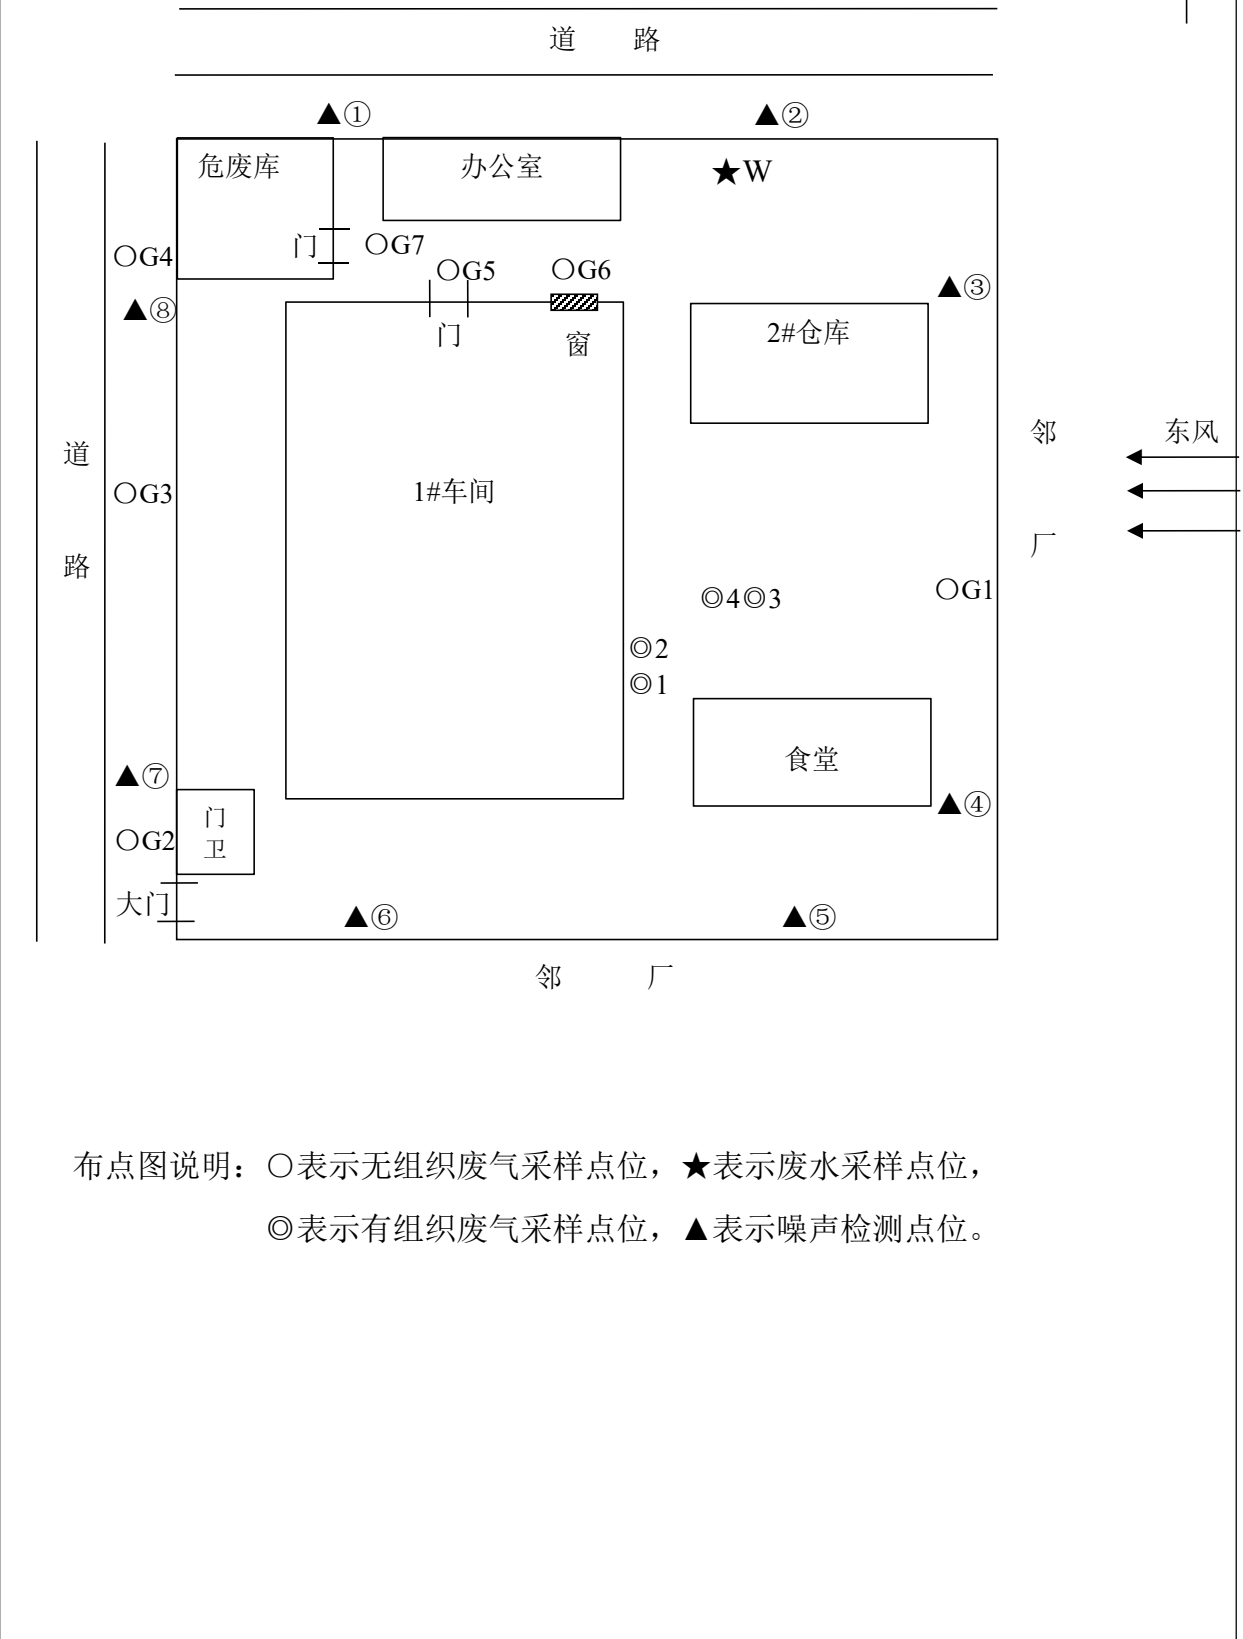 道 路
▲① ▲②
危废库 办公室 ★W
○G4 门 ○G7 ○G5 ○G6
▲⑧ ▲③
门 窗 2#仓库
道 邻 东风
○G3 1#车间
路 厂
◎4◎3 ○G1
◎2
◎1
食堂
▲⑦ ▲④
门
○G2 卫
大门 ▲⑥ ▲⑤
邻 厂
布点图说明：○表示无组织废气采样点位，★表示废水采样点位，
◎表示有组织废气采样点位，▲表示噪声检测点位。